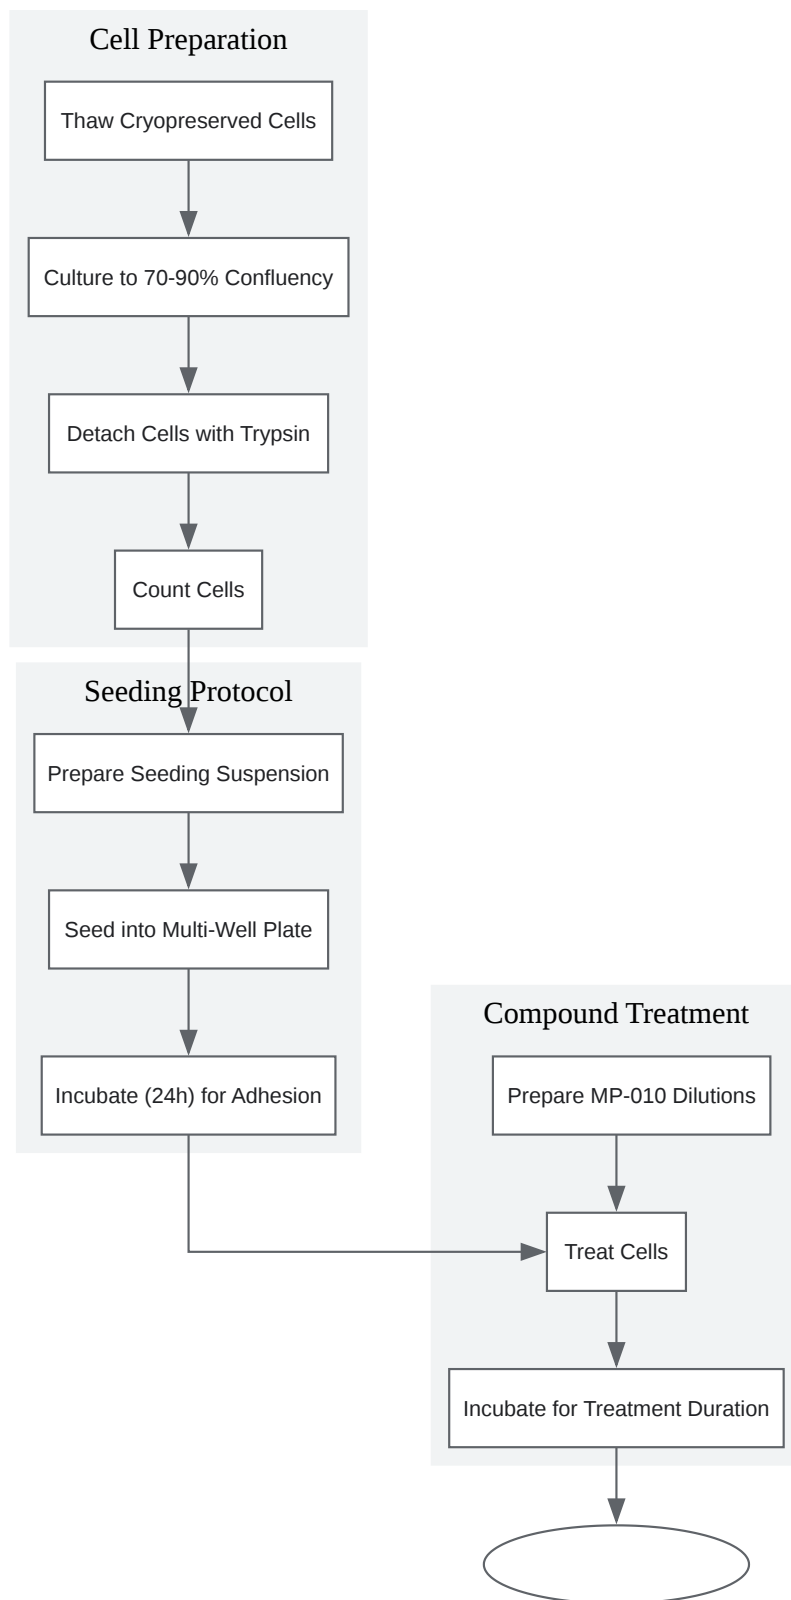 Cell Preparation
Thaw Cryopreserved Cells
Culture to 70-90% Confluency
Detach Cells with Trypsin
Count Cells
Seeding Protocol
Prepare Seeding Suspension
Seed into Multi-Well Plate
Incubate (24h) for Adhesion
Compound Treatment
Prepare MP-010 Dilutions
Treat Cells
Incubate for Treatment Duration